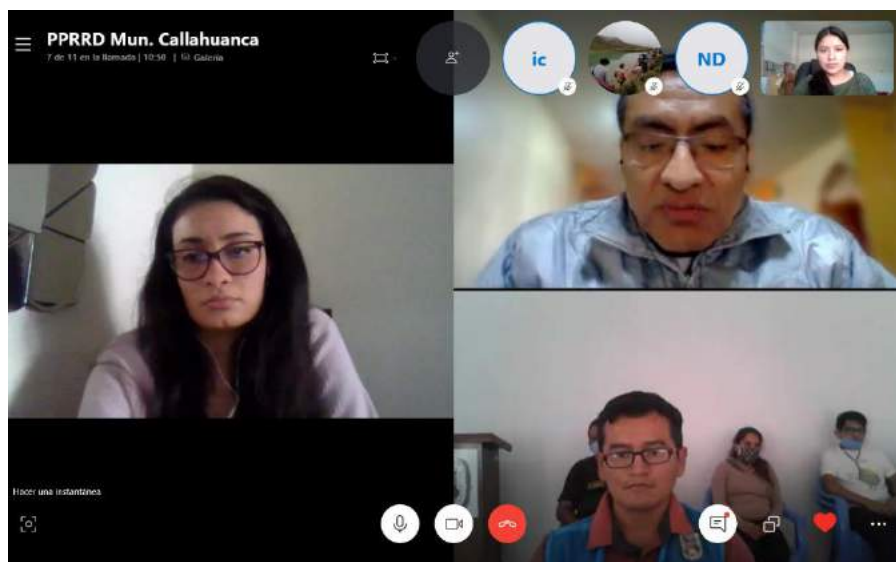 PPRRD Mun. Callahuanca
7 de 11 en la llamada | 10:50 | Galería
ic
ND
Hacer una instantánea